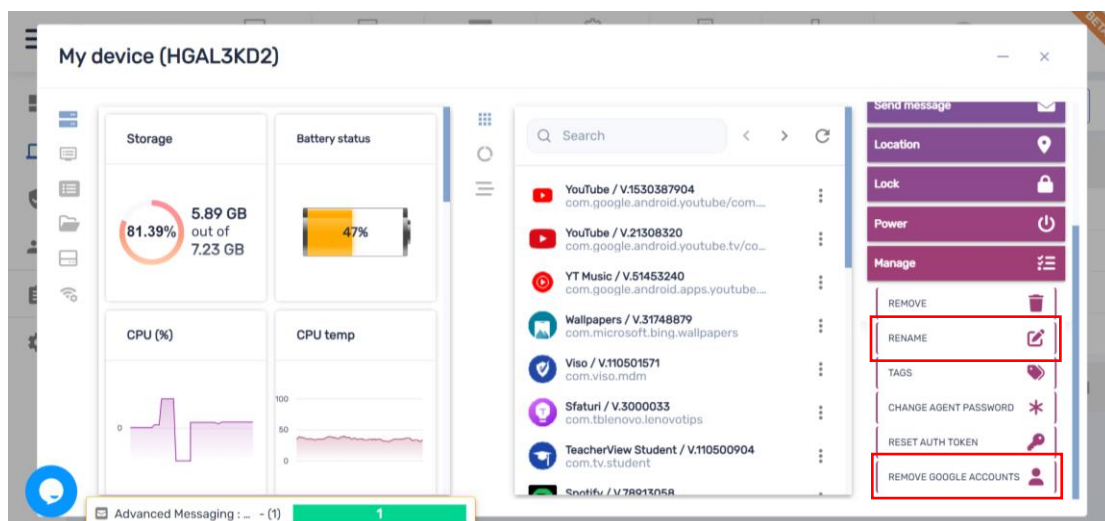 BETA
My device (HGAL3KD2)
Storage
81.39%
5.89 GB
out of
7.23 GB
Battery status
47%
CPU (%)
0
CPU temp
100
50
0
Search
YouTube / V.1530387904
com.google.android.youtube/com....
YouTube / V.21308320
com.google.android.youtube.tv/co...
YT Music / V.51453240
com.google.android.apps.youtube....
Wallpapers / V.31748879
com.microsoft.bing.wallpapers
Viso / V.110501571
com.viso.mdm
Sfaturi / V.3000033
com.tblenovo.lenovotips
TeacherView Student / V.110500904
com.tv.student
Spotify / V.78913058
Send message
Location
Lock
Power
Manage
REMOVE
RENAME
TAGS
CHANGE AGENT PASSWORD
RESET AUTH TOKEN
REMOVE GOOGLE ACCOUNTS
Advanced Messaging : ... - (1)
1